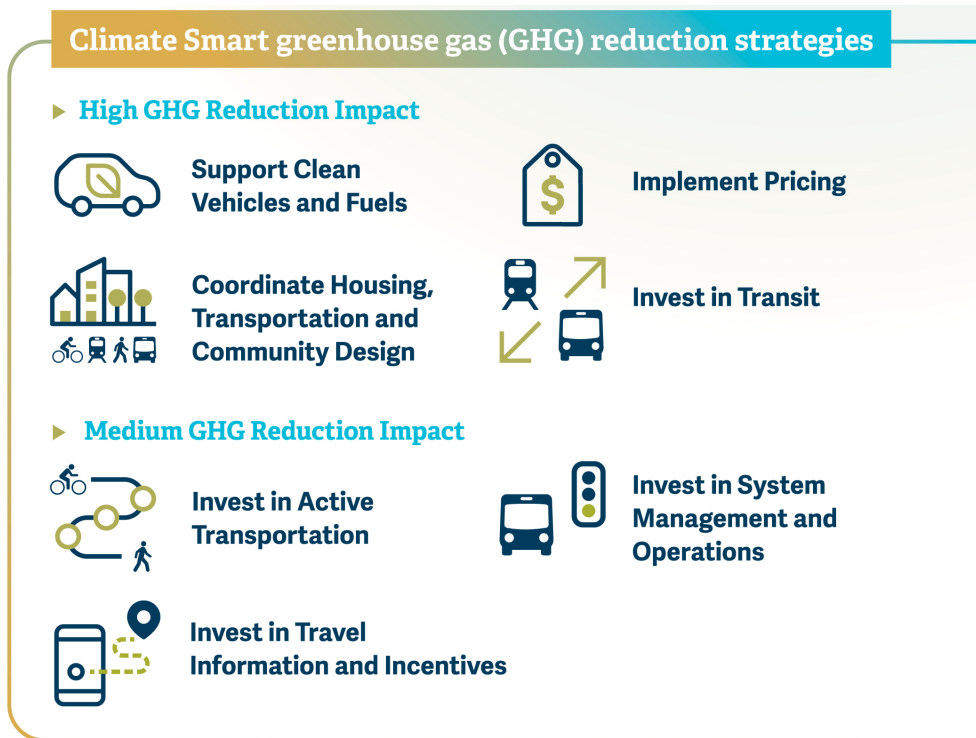 Climate Smart greenhouse gas (GHG) reduction strategies
High GHG Reduction Impact
Support Clean
Vehicles and Fuels
$
Implement Pricing
Coordinate Housing,
Transportation and
Community Design
Invest in Transit
Medium GHG Reduction Impact
Invest in Active
Transportation
Invest in System
Management and
Operations
Invest in Travel
Information and Incentives